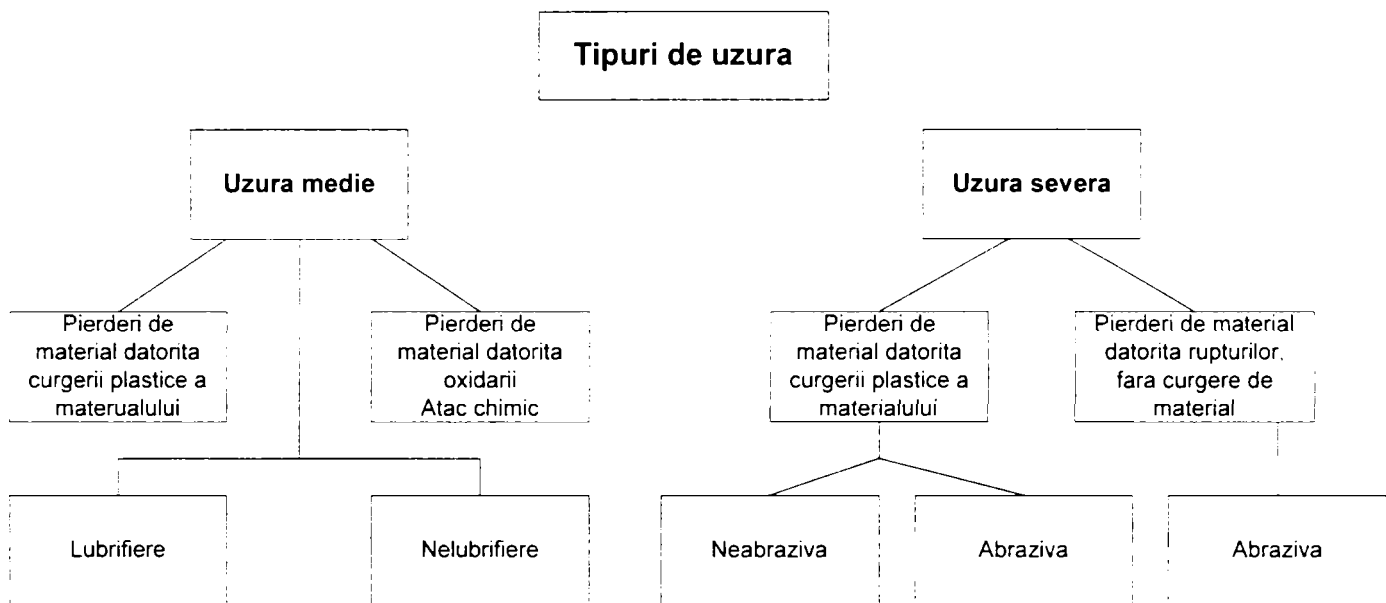 Tipuri de uzura
Uzura medie
Uzura severa
Pierderi de
material datorita
curgerii plastice a
materualului
Pierderi de
material datorita
oxidarii
Atac chimic
Pierderi de
material datorita
curgerii plastice a
materialului
Pierderi de material
datorita rupturilor,
fara curgere de
material
Lubrifiere
Nelubrifiere
Neabraziva
Abraziva
Abraziva